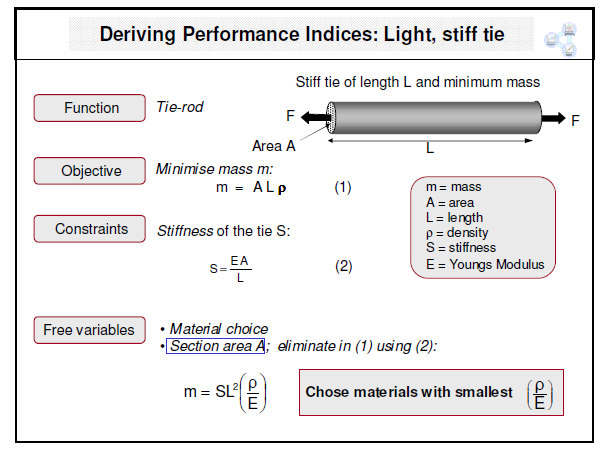 Deriving Performance Indices: Light, stiff tie
Stiff tie of length L and minimum mass
Function
Tie-rod
F
F
Area A
L
Objective
Minimise mass m:
m = A L ρ (1)
m = mass
A = area
L = length
ρ = density
S = stiffness
E = Youngs Modulus
Constraints
Stiffness of the tie S:
S = EA/L (2)
Free variables
• Material choice
• Section area A; eliminate in (1) using (2):
m = SL² (ρ/E)
Chose materials with smallest (ρ/E)